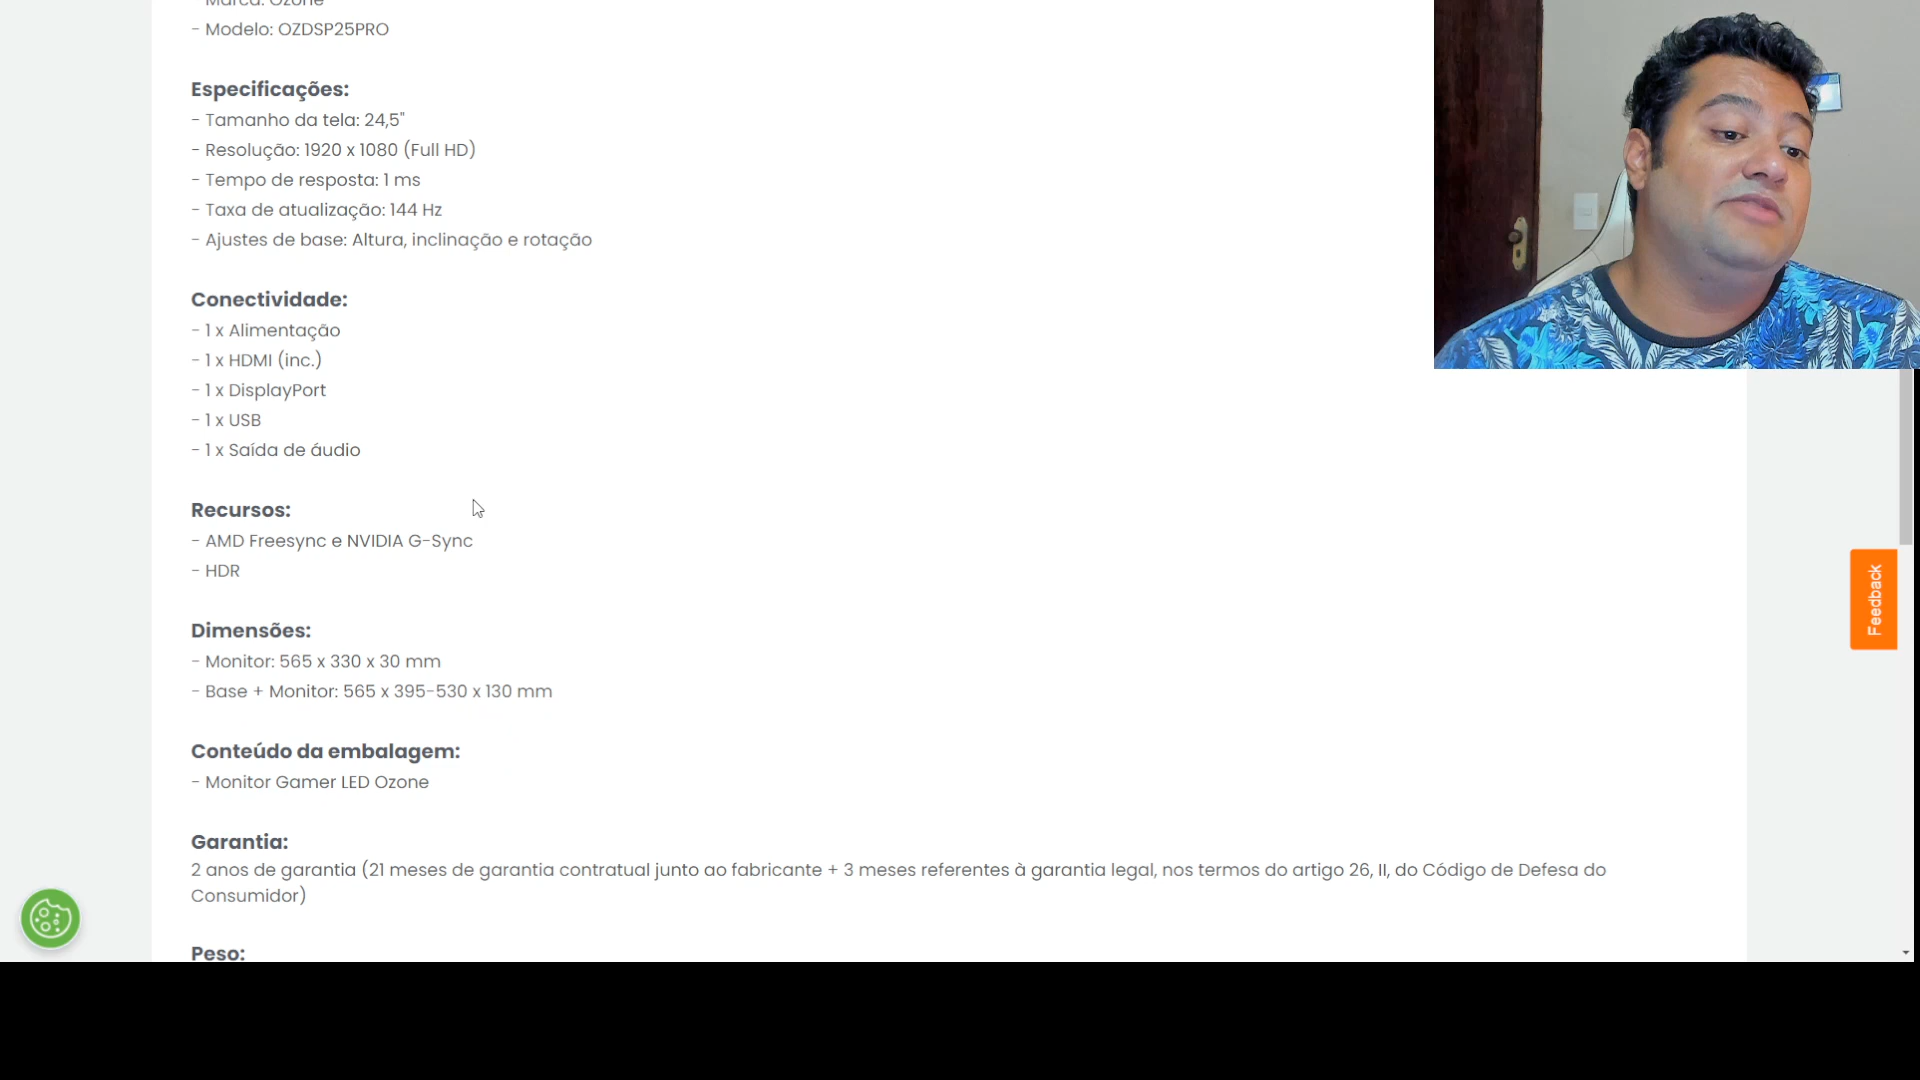 - Marca: Ozone
- Modelo: OZDSP25PRO
Especificações:
- Tamanho da tela: 24,5"
- Resolução: 1920 x 1080 (Full HD)
- Tempo de resposta: 1 ms
- Taxa de atualização: 144 Hz
- Ajustes de base: Altura, inclinação e rotação
Conectividade:
- 1 x Alimentação
- 1 x HDMI (inc.)
- 1 x DisplayPort
- 1 x USB
- 1 x Saída de áudio
Recursos:
- AMD Freesync e NVIDIA G-Sync
- HDR
Dimensões:
- Monitor: 565 x 330 x 30 mm
- Base + Monitor: 565 x 395-530 x 130 mm
Conteúdo da embalagem:
- Monitor Gamer LED Ozone
Garantia:
2 anos de garantia (21 meses de garantia contratual junto ao fabricante + 3 meses referentes à garantia legal, nos termos do artigo 26, II, do Código de Defesa do
Consumidor)
Peso:
Feedback